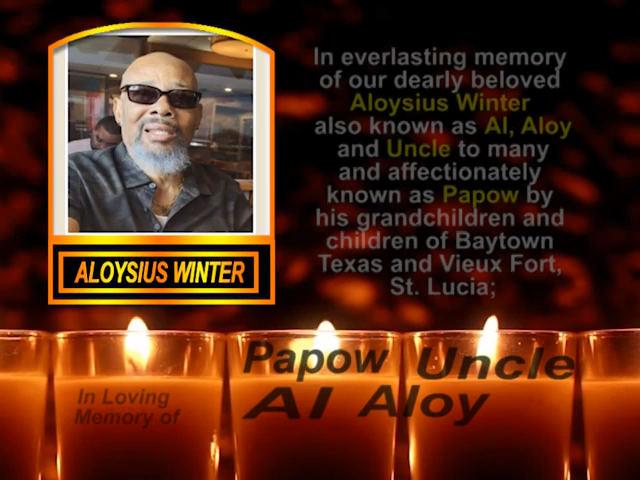 In everlasting memory
of our dearly beloved
Aloysius Winter
also known as Al, Aloy
and Uncle to many
and affectionately
known as Papow by
his grandchildren and
children of Baytown
Texas and Vieux Fort,
St. Lucia;
ALOYSIUS WINTER
In Loving
Memory of
Papow Uncle
Al Aloy